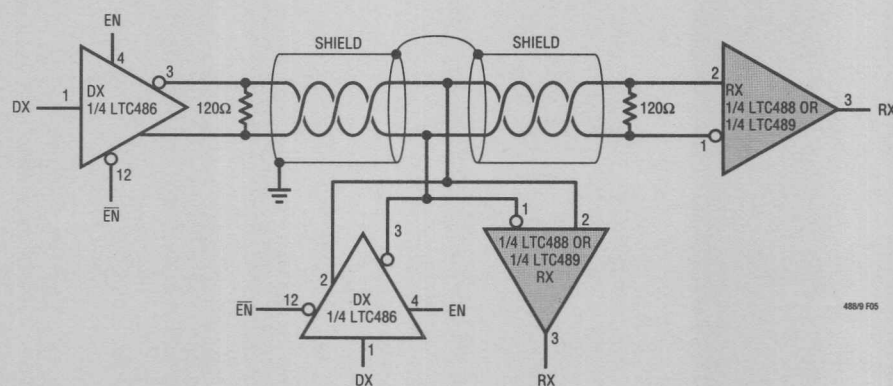 EN
SHIELD
SHIELD
4
3
2
DX
1/4 LTC486
DX
1
120Ω
120Ω
RX
1/4 LTC488 OR
1/4 LTC489
3
RX
12
1
EN
3
1
2
2
1/4 LTC488 OR
1/4 LTC489
RX
EN
12
DX
1/4 LTC486
4
EN
488/9 F05
1
3
DX
RX